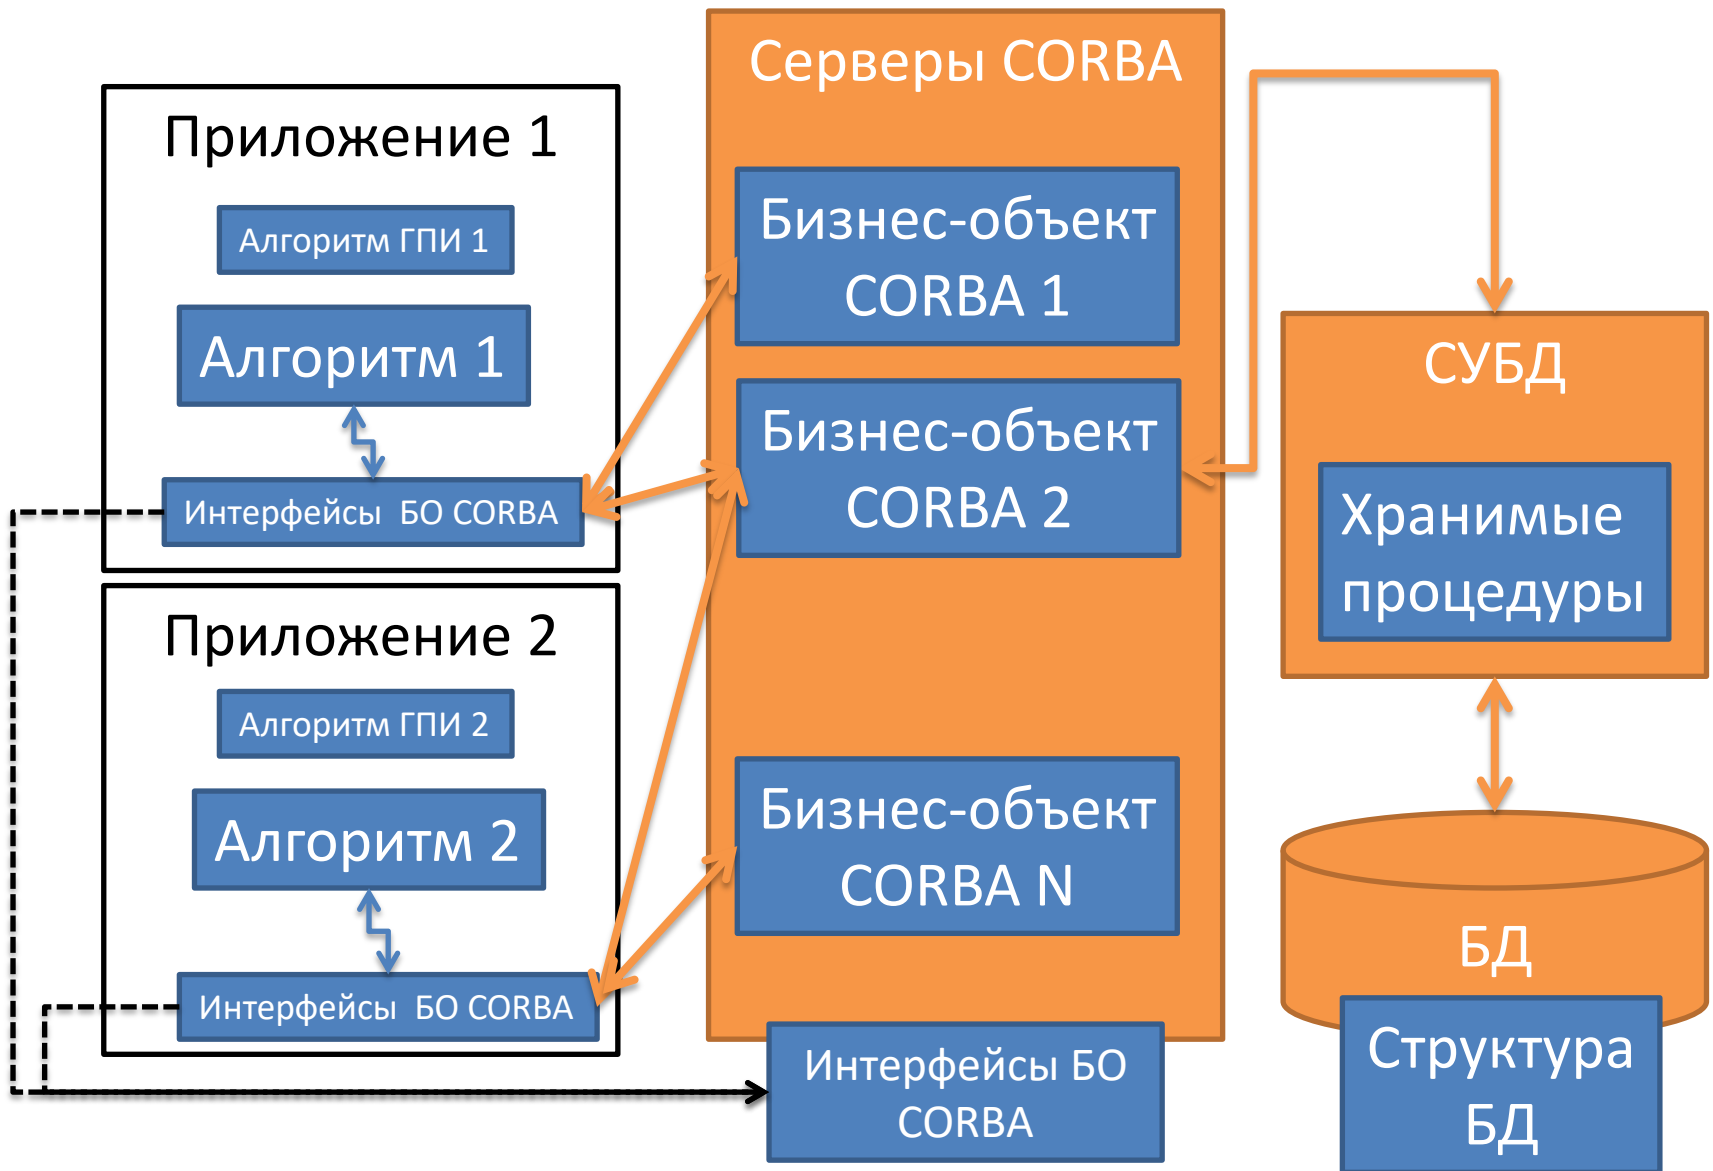 Приложение 1
Алгоритм ГПИ 1
Алгоритм 1
Интерфейсы БО CORBA
Приложение 2
Алгоритм ГПИ 2
Алгоритм 2
Интерфейсы БО CORBA
Серверы CORBA
Бизнес-объект
CORBA 1
Бизнес-объект
CORBA 2
Бизнес-объект
CORBA N
Интерфейсы БО
CORBA
СУБД
Хранимые
процедуры
БД
Структура
БД